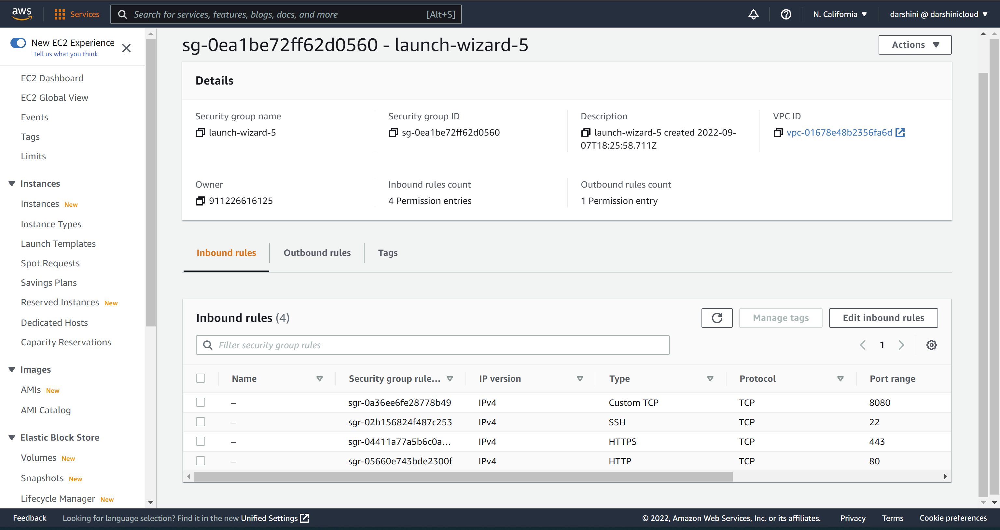 aws Services Search for services, features, blogs, docs, and more [Alt+S] N. California darshini @ darshinicloud
New EC2 Experience
Tell us what you think
EC2 Dashboard
EC2 Global View
Events
Tags
Limits
Instances
Instances New
Instance Types
Launch Templates
Spot Requests
Savings Plans
Reserved Instances New
Dedicated Hosts
Capacity Reservations
Images
AMIs New
AMI Catalog
Elastic Block Store
Volumes New
Snapshots New
Lifecycle Manager New
sg-0ea1be72ff62d0560 - launch-wizard-5 Actions
Details
Security group name Security group ID Description VPC ID
launch-wizard-5 sg-0ea1be72ff62d0560 launch-wizard-5 created 2022-09- vpc-01678e48b2356fa6d
07T18:25:58.711Z
Owner Inbound rules count Outbound rules count
911226616125 4 Permission entries 1 Permission entry
Inbound rules Outbound rules Tags
Inbound rules (4) Manage tags Edit inbound rules
Filter security group rules 1
Name Security group rule... IP version Type Protocol Port range
– sgr-0a36ee6fe28778b49 IPv4 Custom TCP TCP 8080
– sgr-02b156824f487c253 IPv4 SSH TCP 22
– sgr-04411a77a5b6c0a... IPv4 HTTPS TCP 443
– sgr-05660e743bde2300f IPv4 HTTP TCP 80
Feedback Looking for language selection? Find it in the new Unified Settings © 2022, Amazon Web Services, Inc. or its affiliates. Privacy Terms Cookie preferences